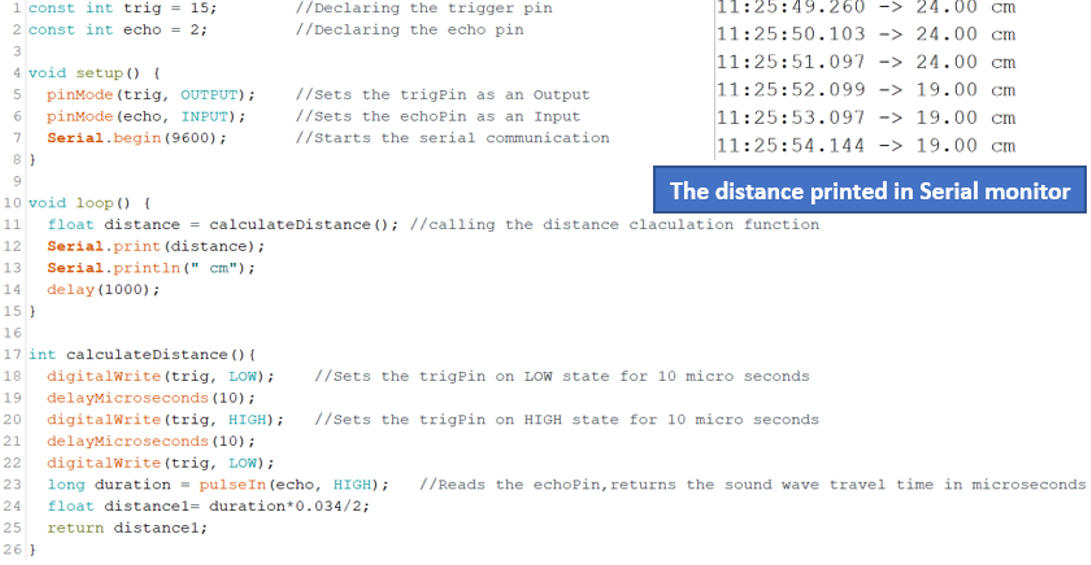 1 const int trig = 15;        //Declaring the trigger pin
2 const int echo = 2;         //Declaring the echo pin
3
4 void setup() {
5   pinMode(trig, OUTPUT);    //Sets the trigPin as an Output
6   pinMode(echo, INPUT);     //Sets the echoPin as an Input
7   Serial.begin(9600);       //Starts the serial communication
8 }
9
10 void loop() {
11   float distance = calculateDistance(); //calling the distance claculation function
12   Serial.print(distance);
13   Serial.println(" cm");
14   delay(1000);
15 }
16
17 int calculateDistance(){
18   digitalWrite(trig, LOW);    //Sets the trigPin on LOW state for 10 micro seconds
19   delayMicroseconds(10);
20   digitalWrite(trig, HIGH);   //Sets the trigPin on HIGH state for 10 micro seconds
21   delayMicroseconds(10);
22   digitalWrite(trig, LOW);
23   long duration = pulseIn(echo, HIGH);   //Reads the echoPin,returns the sound wave travel time in microseconds
24   float distance1= duration*0.034/2;
25   return distance1;
26 }
11:25:49.260 -> 24.00 cm
11:25:50.103 -> 24.00 cm
11:25:51.097 -> 24.00 cm
11:25:52.099 -> 19.00 cm
11:25:53.097 -> 19.00 cm
11:25:54.144 -> 19.00 cm
The distance printed in Serial monitor